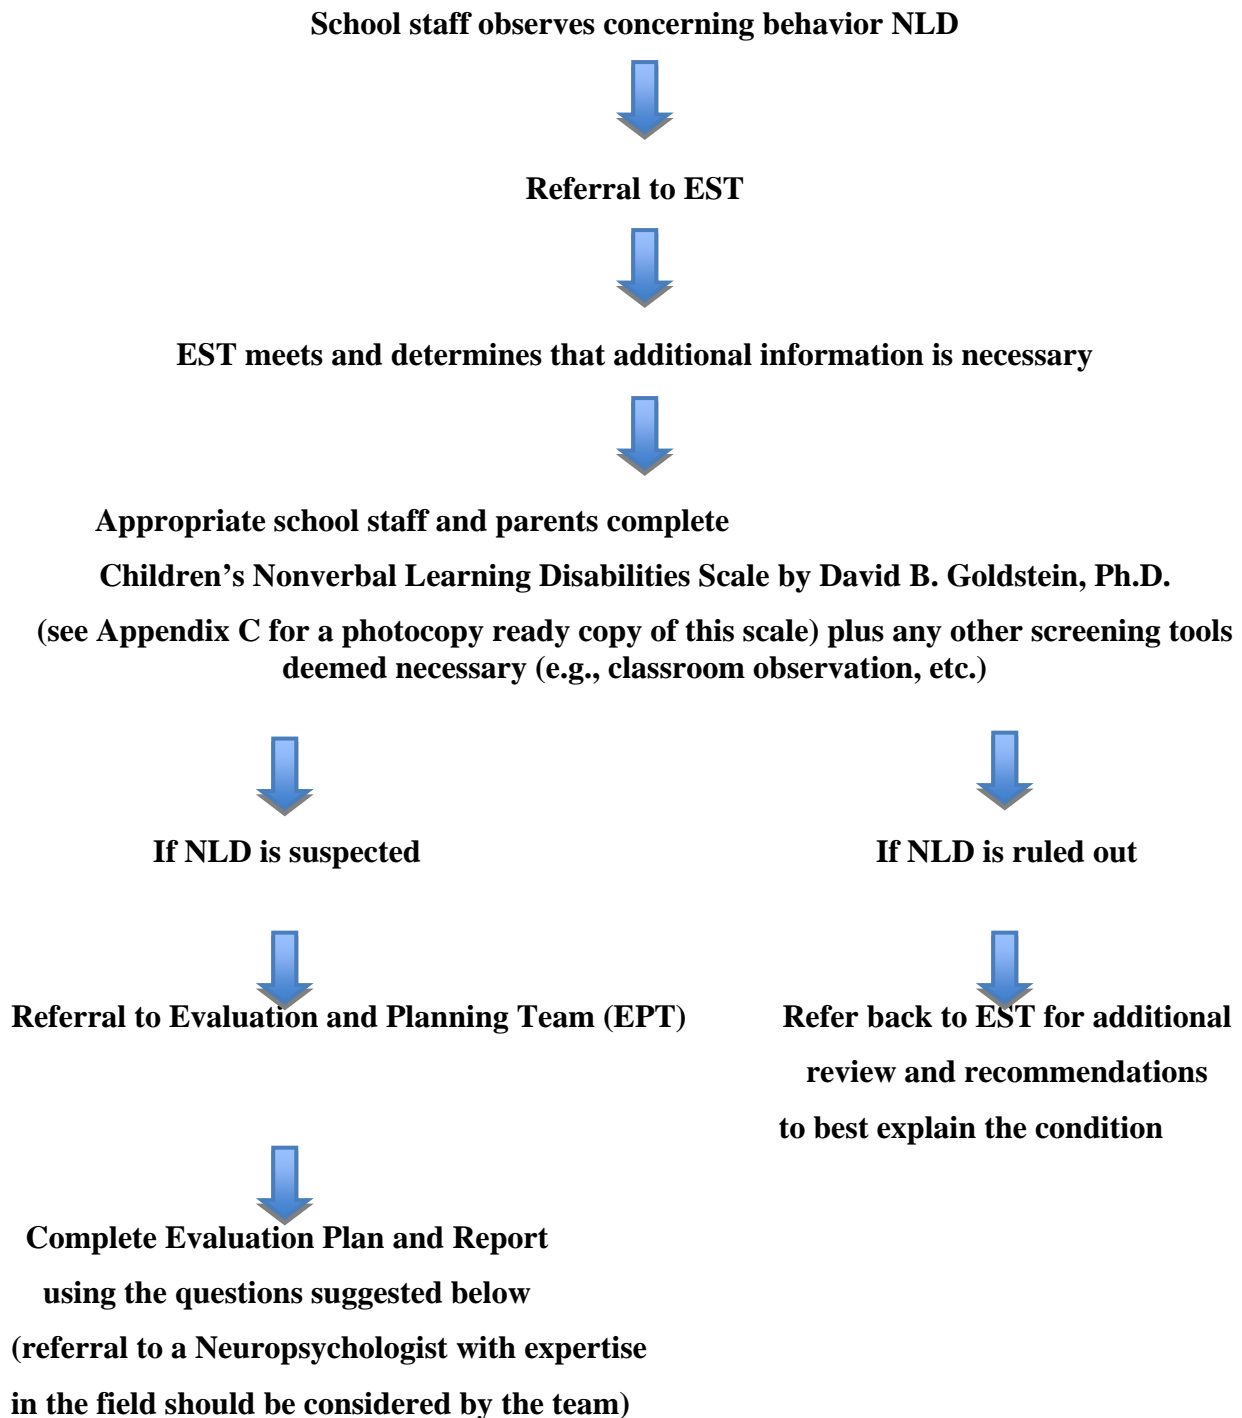 School staff observes concerning behavior NLD
Referral to EST
EST meets and determines that additional information is necessary
Appropriate school staff and parents complete
Children’s Nonverbal Learning Disabilities Scale by David B. Goldstein, Ph.D.
(see Appendix C for a photocopy ready copy of this scale) plus any other screening tools
deemed necessary (e.g., classroom observation, etc.)
If NLD is suspected
If NLD is ruled out
Referral to Evaluation and Planning Team (EPT)
Refer back to EST for additional
review and recommendations
to best explain the condition
Complete Evaluation Plan and Report
using the questions suggested below
(referral to a Neuropsychologist with expertise
in the field should be considered by the team)